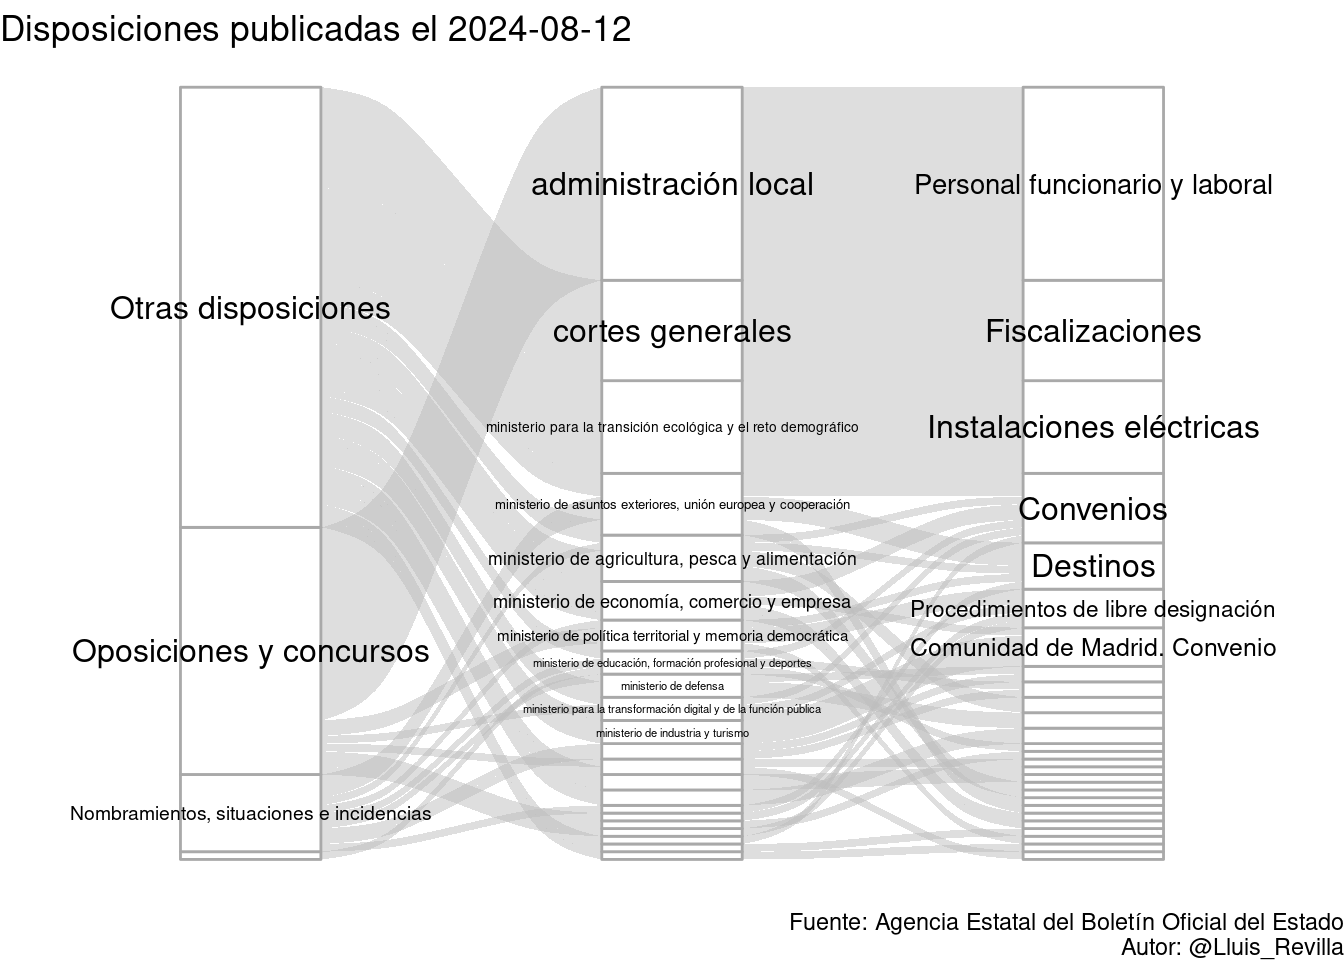 Disposiciones publicadas el 2024-08-12
Otras disposiciones
Oposiciones y concursos
Nombramientos, situaciones e incidencias
administración local
cortes generales
ministerio para la transición ecológica y el reto demográfico
ministerio de asuntos exteriores, unión europea y cooperación
ministerio de agricultura, pesca y alimentación
ministerio de economía, comercio y empresa
ministerio de política territorial y memoria democrática
ministerio de educación, formación profesional y deportes
ministerio de defensa
ministerio para la transformación digital y de la función pública
ministerio de industria y turismo
Personal funcionario y laboral
Fiscalizaciones
Instalaciones eléctricas
Convenios
Destinos
Procedimientos de libre designación
Comunidad de Madrid. Convenio
Fuente: Agencia Estatal del Boletín Oficial del Estado
Autor: @Lluis_Revilla